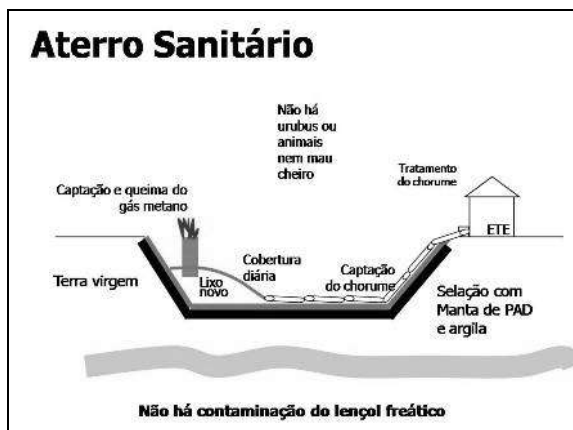 Aterro Sanitário
Não há
urubus ou
animais
nem mau
cheiro
Tratamento
do chorume
Captação e queima do
gás metano
ETE
Cobertura
diária
Captação
do chorume
Terra virgem
Lixo
novo
Selação com
Manta de PAD
e argila
Não há contaminação do lençol freático